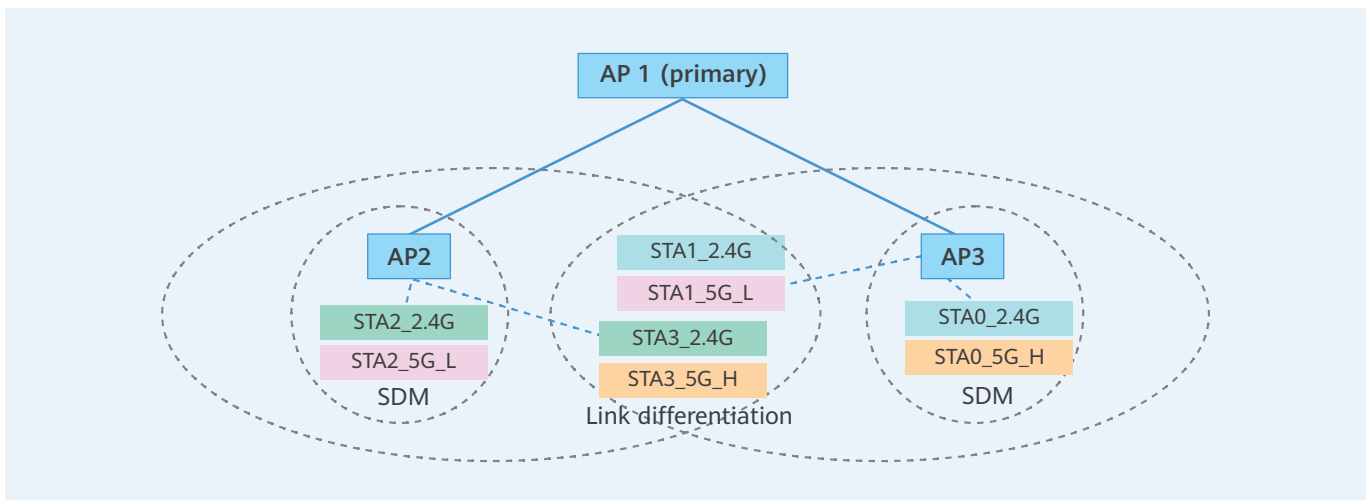 AP 1 (primary)
AP2
AP3
STA1_2.4G
STA1_5G_L
STA2_2.4G
STA2_5G_L
SDM
STA3_2.4G
STA3_5G_H
Link differentiation
STA0_2.4G
STA0_5G_H
SDM